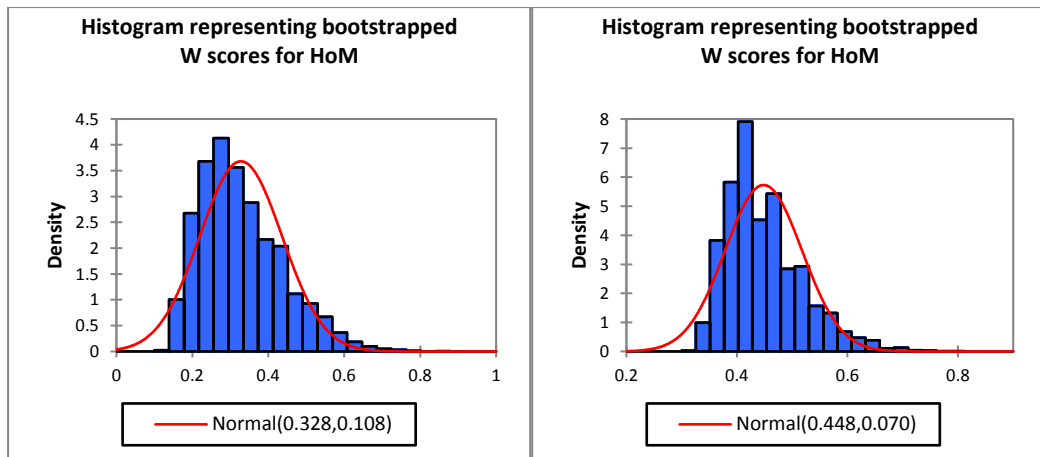 Histogram representing bootstrapped
W scores for HoM
4.5
4
3.5
3
2.5
2
1.5
1
0.5
0
Density
0 0.2 0.4 0.6 0.8 1
Normal(0.328,0.108)
Histogram representing bootstrapped
W scores for HoM
8
7
6
5
4
3
2
1
0
Density
0.2 0.4 0.6 0.8
Normal(0.448,0.070)